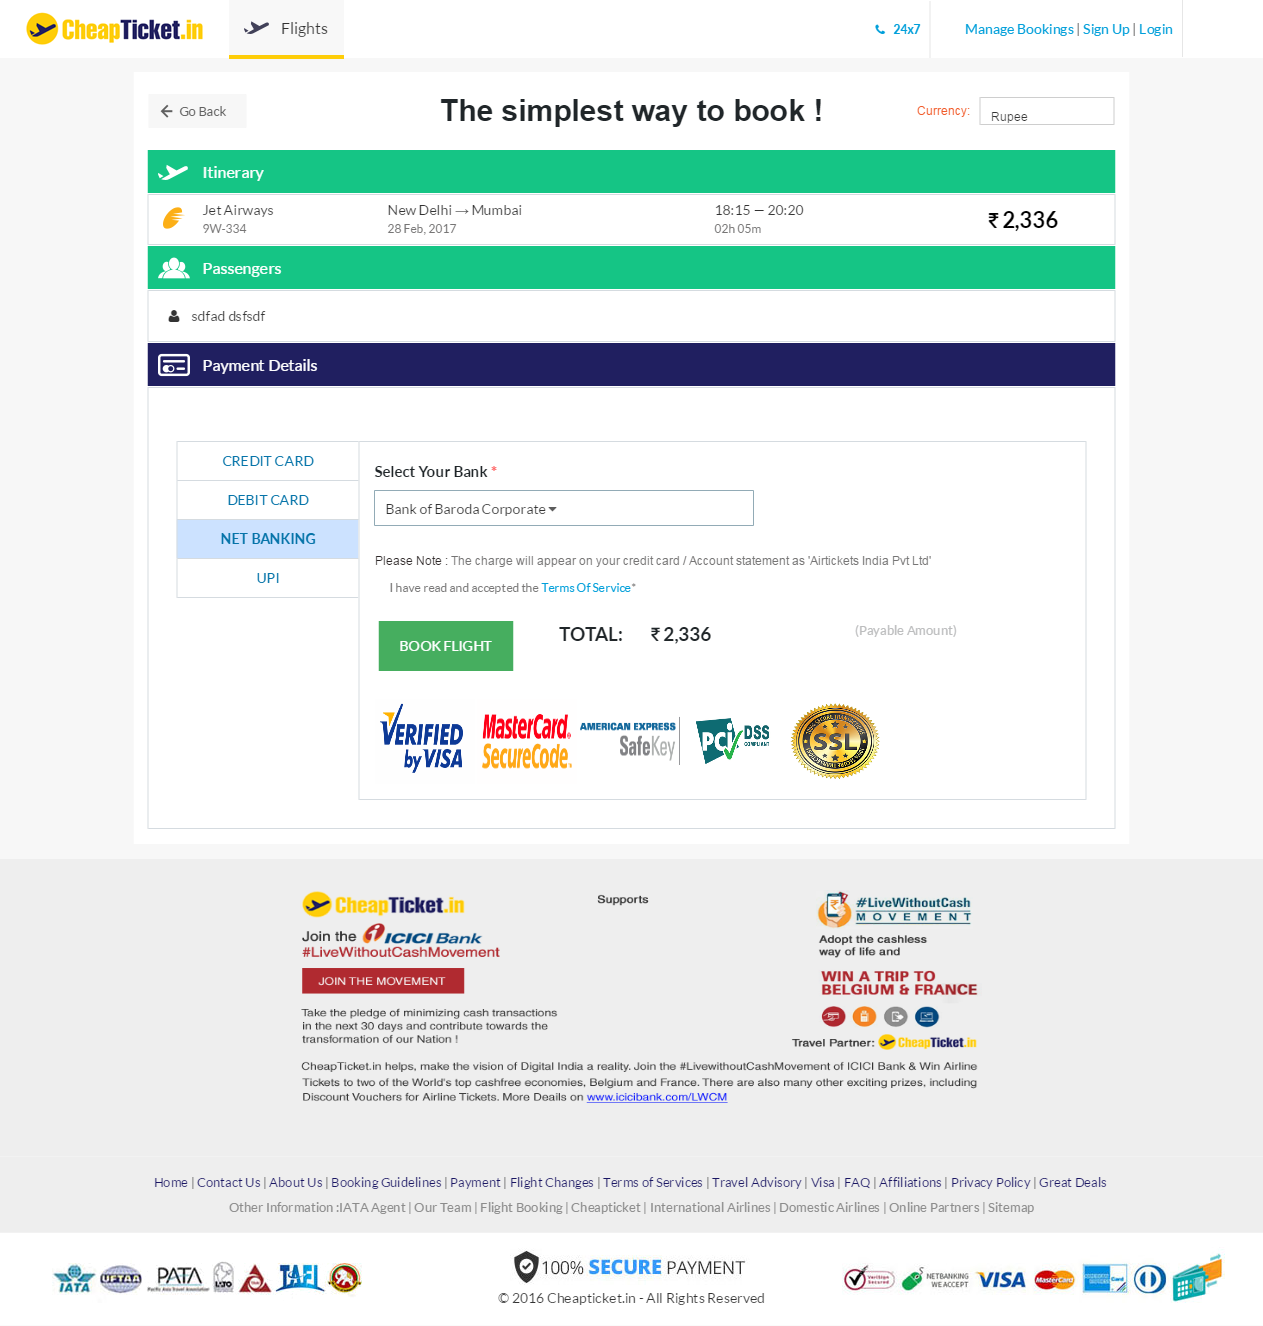 CheapTicket.in
Flights
24x7
Manage Bookings | Sign Up | Login
Go Back
The simplest way to book !
Currency:
Rupee
Itinerary
Jet Airways
New Delhi → Mumbai
18:15 — 20:20
₹ 2,336
9W-334
28 Feb, 2017
02h 05m
Passengers
sdfad dsfsdf
Payment Details
CREDIT CARD
DEBIT CARD
NET BANKING
UPI
Select Your Bank *
Bank of Baroda Corporate
Please Note : The charge will appear on your credit card / Account statement as 'Airtickets India Pvt Ltd'
I have read and accepted the Terms Of Service*
BOOK FLIGHT
TOTAL:
₹ 2,336
(Payable Amount)
VERIFIED
by VISA
MasterCard.
SecureCode.
AMERICAN EXPRESS
SafeKey
PCI DSS
COMPLIANT
SSL
CheapTicket.in
Join the ICICI Bank
#LiveWithoutCashMovement
JOIN THE MOVEMENT
Take the pledge of minimizing cash transactions
in the next 30 days and contribute towards the
transformation of our Nation !
Supports
#LiveWithoutCash
MOVEMENT
Adopt the cashless
way of life and
WIN A TRIP TO
BELGIUM & FRANCE
Travel Partner: CheapTicket.in
CheapTicket.in helps, make the vision of Digital India a reality. Join the #LivewithoutCashMovement of ICICI Bank & Win Airline
Tickets to two of the World's top cashfree economies, Belgium and France. There are also many other exciting prizes, including
Discount Vouchers for Airline Tickets. More Deails on www.icicibank.com/LWCM
Home | Contact Us | About Us | Booking Guidelines | Payment | Flight Changes | Terms of Services | Travel Advisory | Visa | FAQ | Affiliations | Privacy Policy | Great Deals
Other Information :IATA Agent | Our Team | Flight Booking | Cheapticket | International Airlines | Domestic Airlines | Online Partners | Sitemap
IATA
UFTAA
PATA
Pacific Asia Travel Association
TAFI
100% SECURE PAYMENT
© 2016 Cheapticket.in - All Rights Reserved
VeriSign
Secured
NETBANKING
WE ACCEPT
VISA
MasterCard